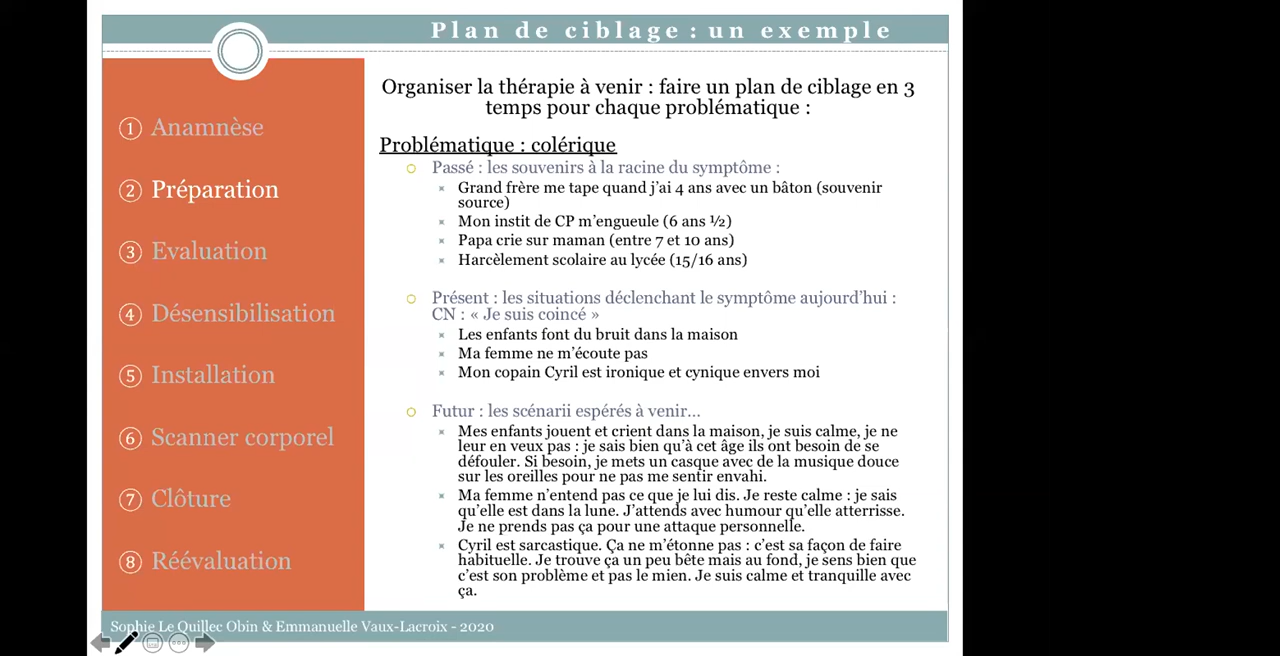 Plan de ciblage : un exemple
① Anamnèse
② Préparation
③ Evaluation
④ Désensibilisation
⑤ Installation
⑥ Scanner corporel
⑦ Clôture
⑧ Réévaluation
Organiser la thérapie à venir : faire un plan de ciblage en 3
temps pour chaque problématique :
Problématique : colérique
Passé : les souvenirs à la racine du symptôme :
Grand frère me tape quand j'ai 4 ans avec un bâton (souvenir
source)
Mon instit de CP m'engueule (6 ans ½)
Papa crie sur maman (entre 7 et 10 ans)
Harcèlement scolaire au lycée (15/16 ans)
Présent : les situations déclenchant le symptôme aujourd'hui :
CN : « Je suis coincé »
Les enfants font du bruit dans la maison
Ma femme ne m'écoute pas
Mon copain Cyril est ironique et cynique envers moi
Futur : les scénarii espérés à venir…
Mes enfants jouent et crient dans la maison, je suis calme, je ne
leur en veux pas : je sais bien qu'à cet âge ils ont besoin de se
défouler. Si besoin, je mets un casque avec de la musique douce
sur les oreilles pour ne pas me sentir envahi.
Ma femme n'entend pas ce que je lui dis. Je reste calme : je sais
qu'elle est dans la lune. J'attends avec humour qu'elle atterrisse.
Je ne prends pas ça pour une attaque personnelle.
Cyril est sarcastique. Ça ne m'étonne pas : c'est sa façon de faire
habituelle. Je trouve ça un peu bête mais au fond, je sens bien que
c'est son problème et pas le mien. Je suis calme et tranquille avec
ça.
Sophie Le Quillec Obin & Emmanuelle Vaux-Lacroix - 2020